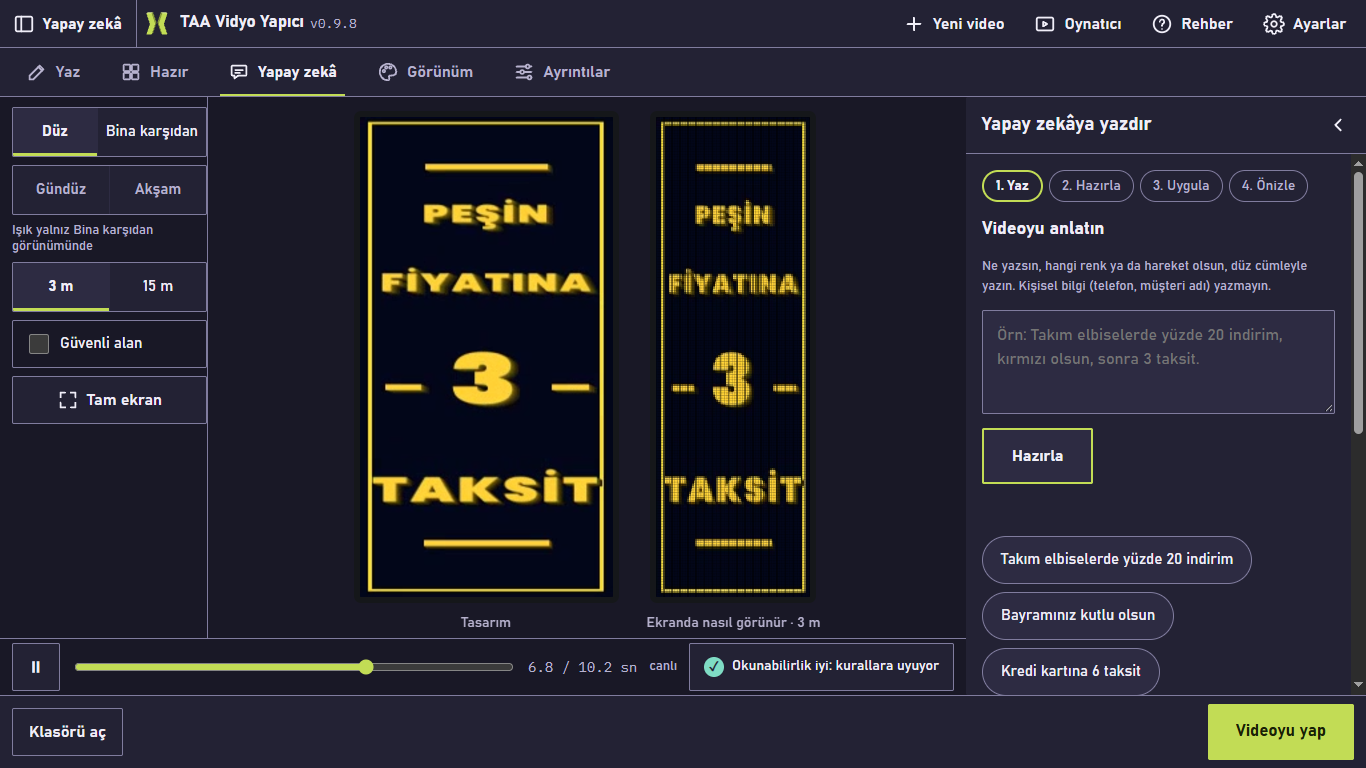 Yapay zekâ
TAA Vidyo Yapıcı v0.9.8
Yeni video
Oynatıcı
Rehber
Ayarlar
Yaz
Hazır
Yapay zekâ
Görünüm
Ayrıntılar
Düz
Bina karşıdan
Gündüz
Akşam
Işık yalnız Bina karşıdan
görünümünde
3 m
15 m
Güvenli alan
Tam ekran
PEŞİN
FİYATINA
3
TAKSİT
Tasarım
PEŞİN
FİYATINA
3
TAKSİT
Ekranda nasıl görünür · 3 m
Yapay zekâya yazdır
1. Yaz
2. Hazırla
3. Uygula
4. Önizle
Videoyu anlatın
Ne yazsın, hangi renk ya da hareket olsun, düz cümleyle
yazın. Kişisel bilgi (telefon, müşteri adı) yazmayın.
Örn: Takım elbiselerde yüzde 20 indirim,
kırmızı olsun, sonra 3 taksit.
Hazırla
Takım elbiselerde yüzde 20 indirim
Bayramınız kutlu olsun
Kredi kartına 6 taksit
6.8 / 10.2 sn
canlı
Okunabilirlik iyi: kurallara uyuyor
Klasörü aç
Videoyu yap